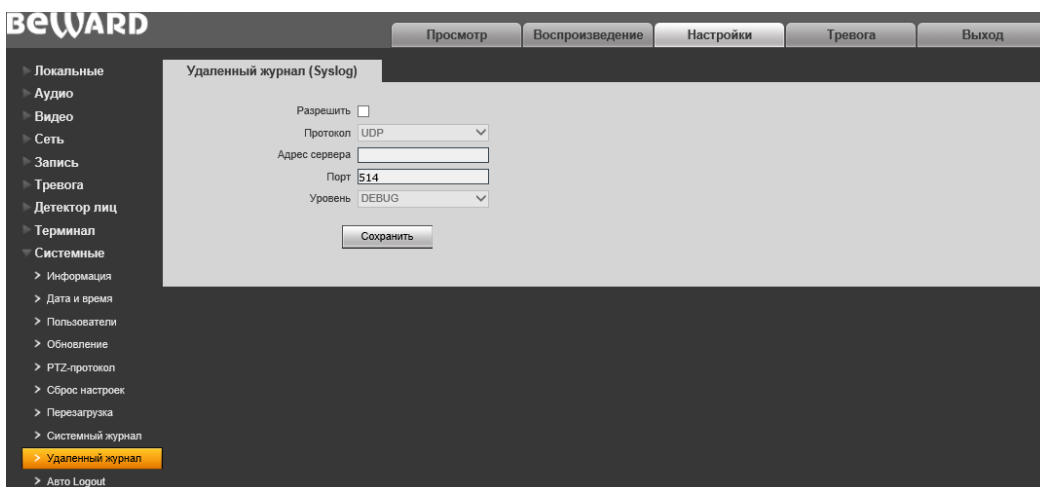 BEWARD
Просмотр Воспроизведение Настройки Тревога Выход
Локальные
Аудио
Видео
Сеть
Запись
Тревога
Детектор лиц
Терминал
Системные
Информация
Дата и время
Пользователи
Обновление
PTZ-протокол
Сброс настроек
Перезагрузка
Системный журнал
Удаленный журнал
Авто Logout
Удаленный журнал (Syslog)
Разрешить
Протокол UDP
Адрес сервера
Порт 514
Уровень DEBUG
Сохранить